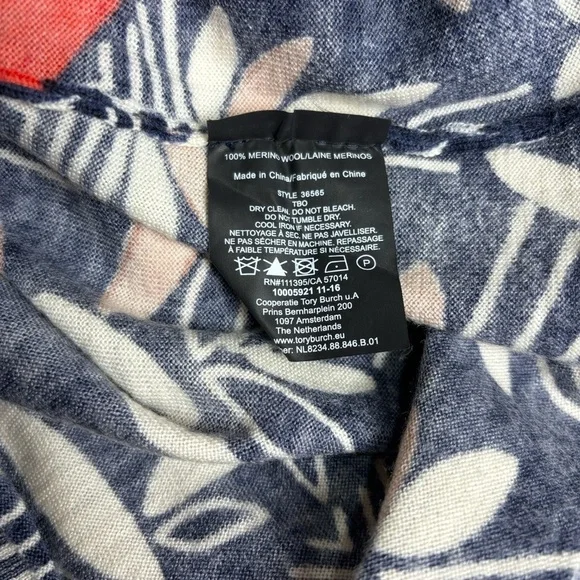 100% MERINO WOOL/LAINE MERINOS
Made in China/Fabriqué en Chine
STYLE 36565
TBO
DRY CLEAN. DO NOT BLEACH.
DO NOT TUMBLE DRY.
COOL IRON IF NECESSARY.
NETTOYAGE À SEC. NE PAS JAVELLISER.
NE PAS SÉCHER EN MACHINE. REPASSAGE
À FAIBLE TEMPÉRATURE SI NÉCESSAIRE
P
RN#111395/CA 57014
10005921 11-16
Cooperatie Tory Burch u.A
Prins Bernharplein 200
1097 Amsterdam
The Netherlands
www.toryburch.eu
ber: NL8234.88.846.B.01